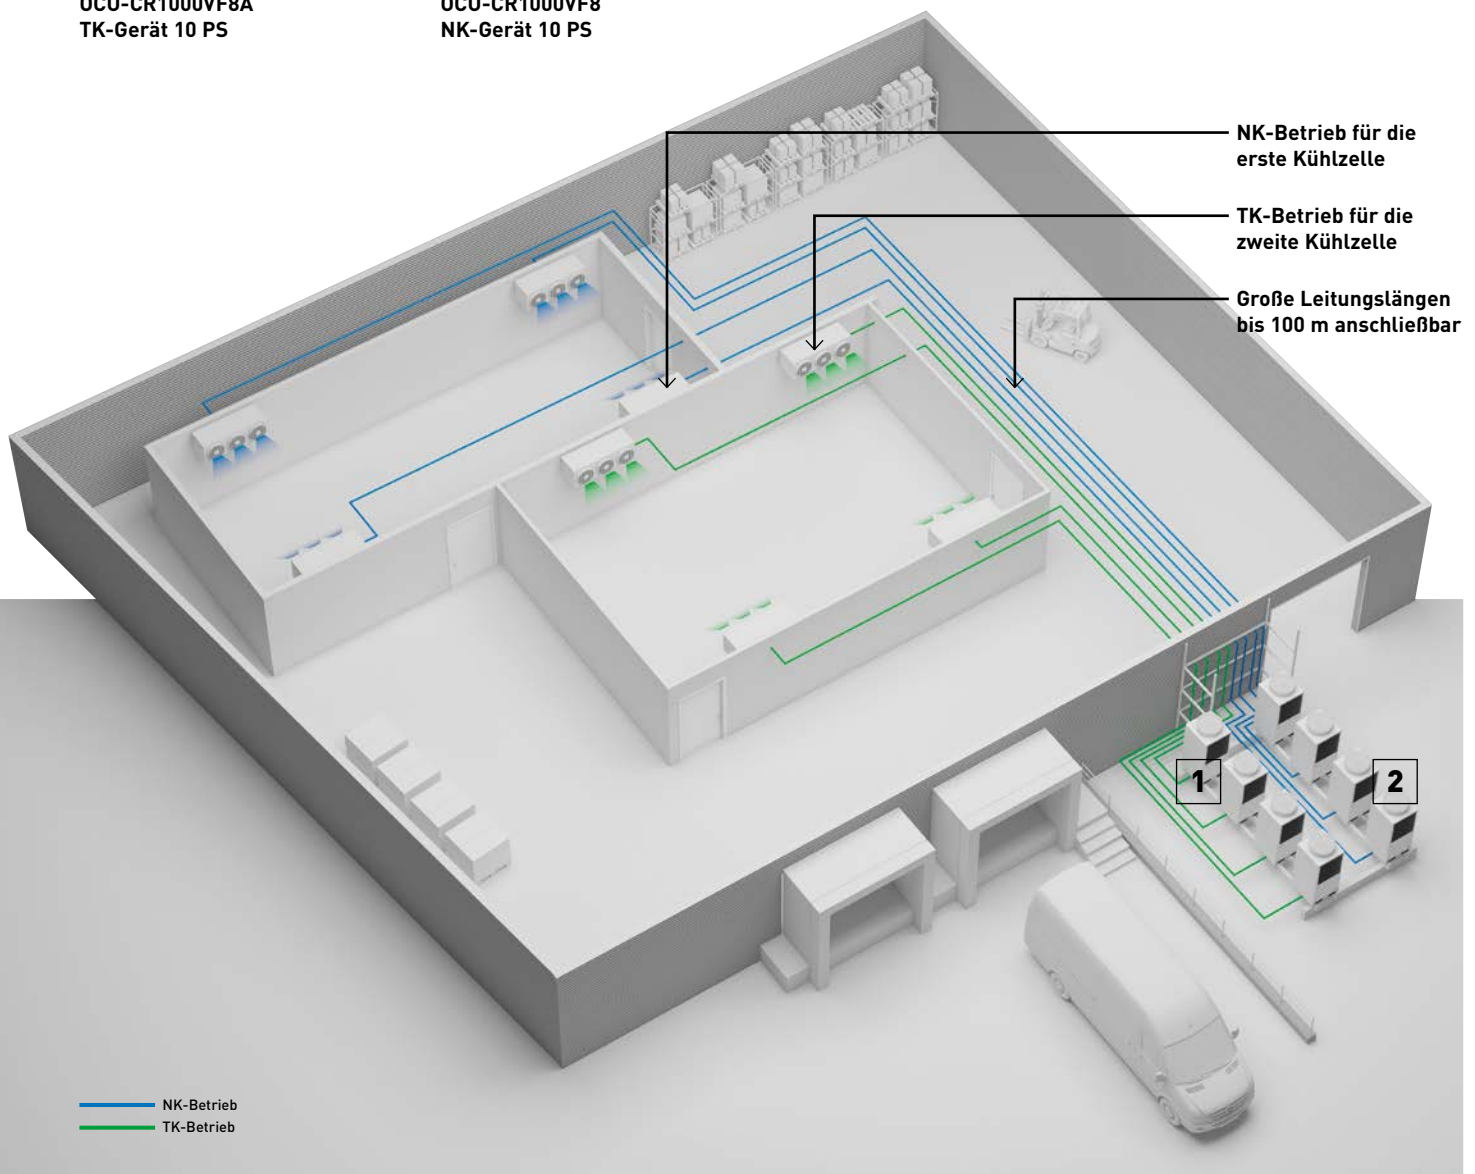 OCU-CR1000VF8A
TK-Gerät 10 PS
OCU-CR1000VF8
NK-Gerät 10 PS
NK-Betrieb für die
erste Kühlzelle
TK-Betrieb für die
zweite Kühlzelle
Große Leitungslängen
bis 100 m anschließbar
1
2
NK-Betrieb
TK-Betrieb